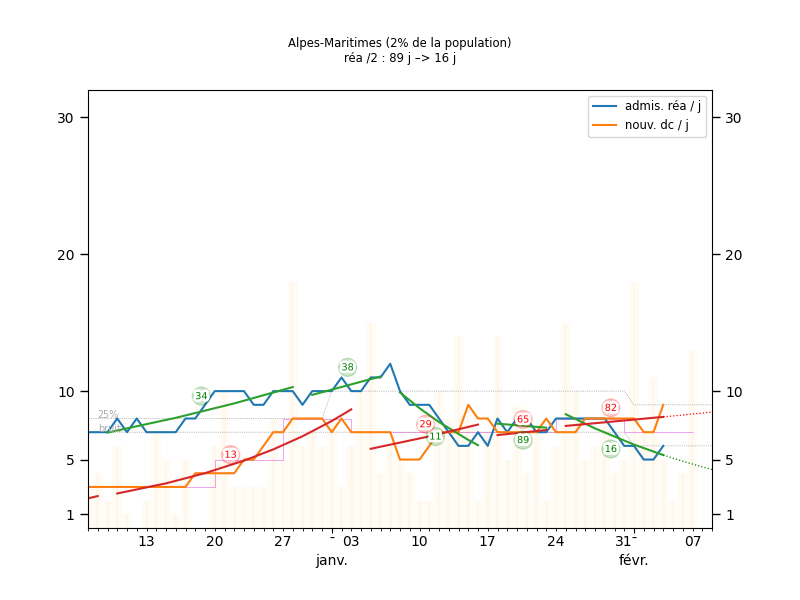 Alpes-Maritimes (2% de la population)
réa /2 : 89 j –> 16 j
admis. réa / j
nouv. dc / j
30 30
20 20
10 10
5 5
1 1
25%
34
38
13
29
11
65
89
82
16
13 20 27 - 03 10 17 24 31- 07
janv. févr.